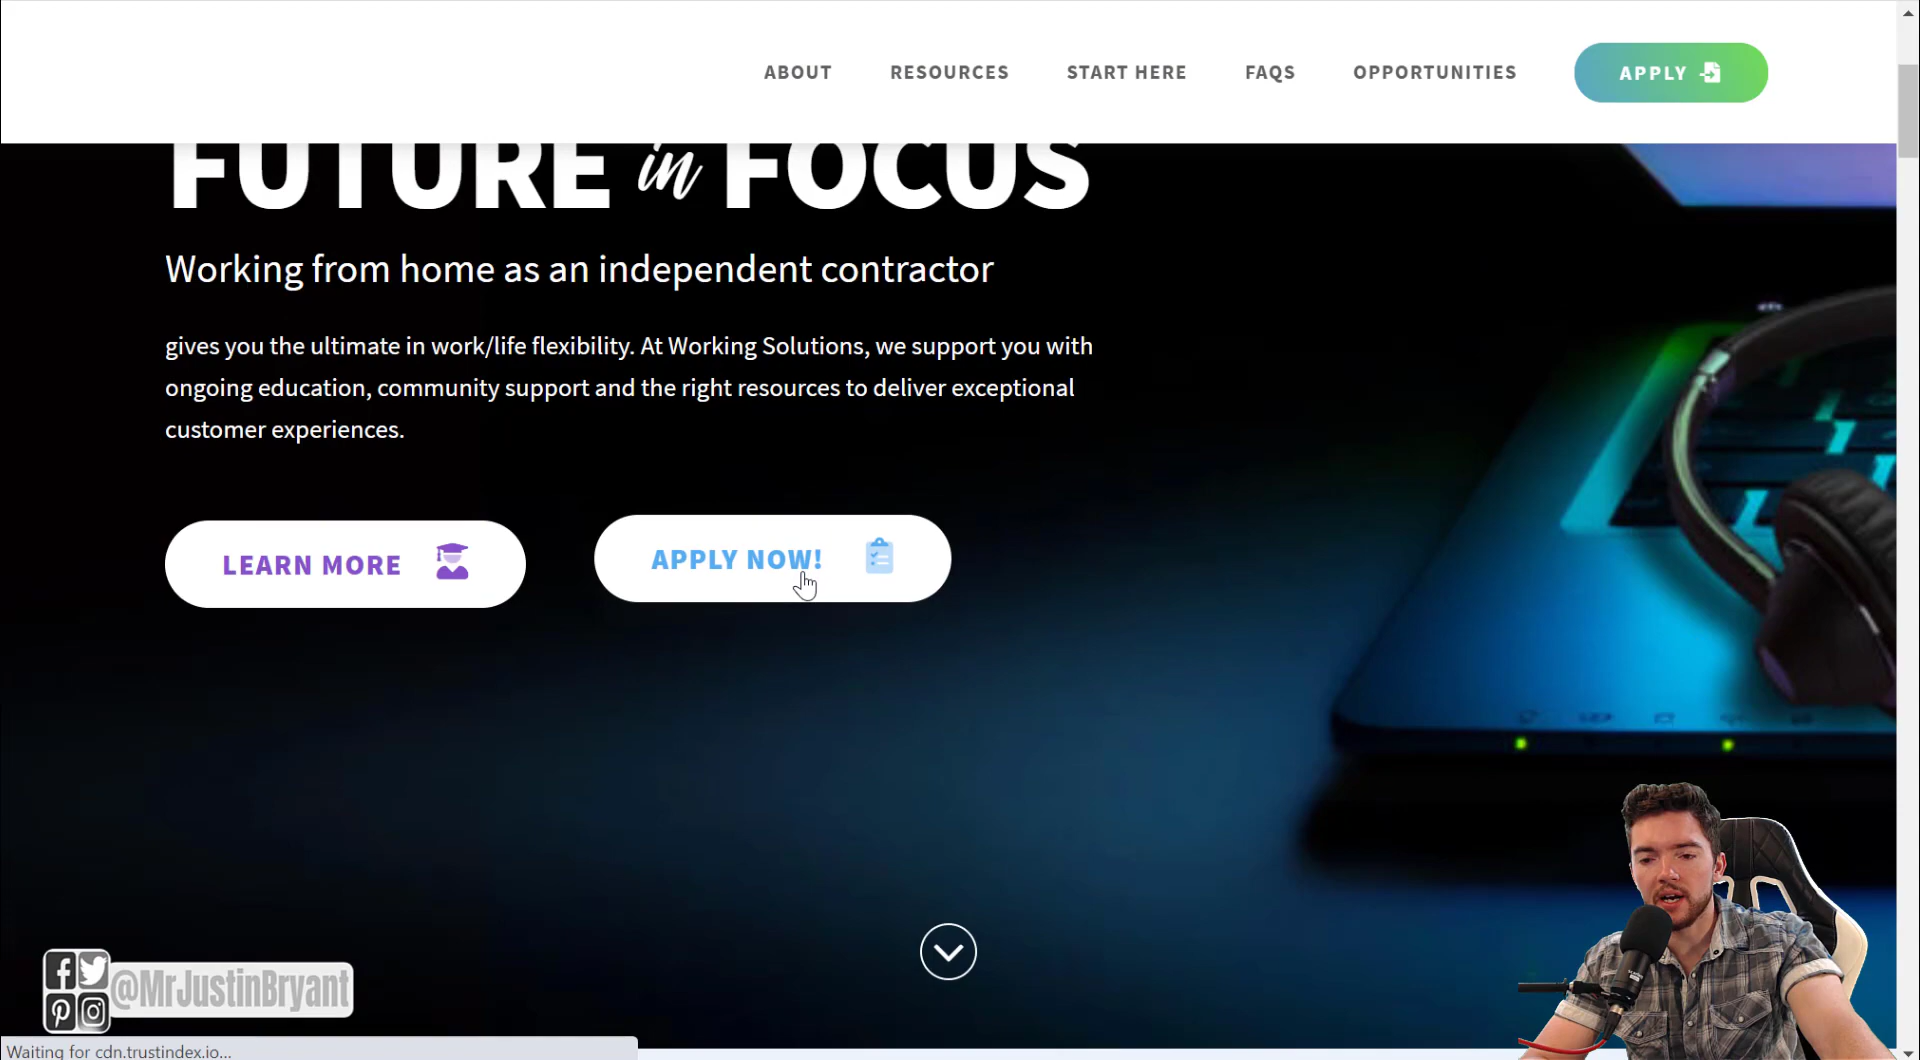 ABOUT
RESOURCES
START HERE
FAQS
OPPORTUNITIES
APPLY
FUTURE in FOCUS
Working from home as an independent contractor
gives you the ultimate in work/life flexibility. At Working Solutions, we support you with
ongoing education, community support and the right resources to deliver exceptional
customer experiences.
LEARN MORE
APPLY NOW!
@MrJustinBryant
Waiting for cdn.trustindex.io...